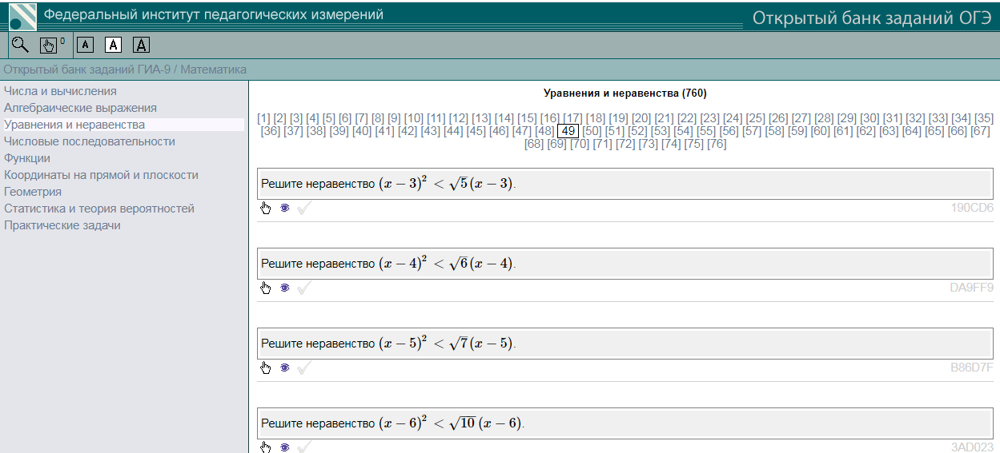 Федеральный институт педагогических измерений
Открытый банк заданий ОГЭ
0 A A A
Открытый банк заданий ГИА-9 / Математика
Числа и вычисления
Алгебраические выражения
Уравнения и неравенства
Числовые последовательности
Функции
Координаты на прямой и плоскости
Геометрия
Статистика и теория вероятностей
Практические задачи
Уравнения и неравенства (760)
[1] [2] [3] [4] [5] [6] [7] [8] [9] [10] [11] [12] [13] [14] [15] [16] [17] [18] [19] [20] [21] [22] [23] [24] [25] [26] [27] [28] [29] [30] [31] [32] [33] [34] [35]
[36] [37] [38] [39] [40] [41] [42] [43] [44] [45] [46] [47] [48] 49 [50] [51] [52] [53] [54] [55] [56] [57] [58] [59] [60] [61] [62] [63] [64] [65] [66] [67]
[68] [69] [70] [71] [72] [73] [74] [75] [76]
Решите неравенство (x − 3)² < √5 (x − 3).
190CD6
Решите неравенство (x − 4)² < √6 (x − 4).
DA9FF9
Решите неравенство (x − 5)² < √7 (x − 5).
B86D7F
Решите неравенство (x − 6)² < √10 (x − 6).
3AD023